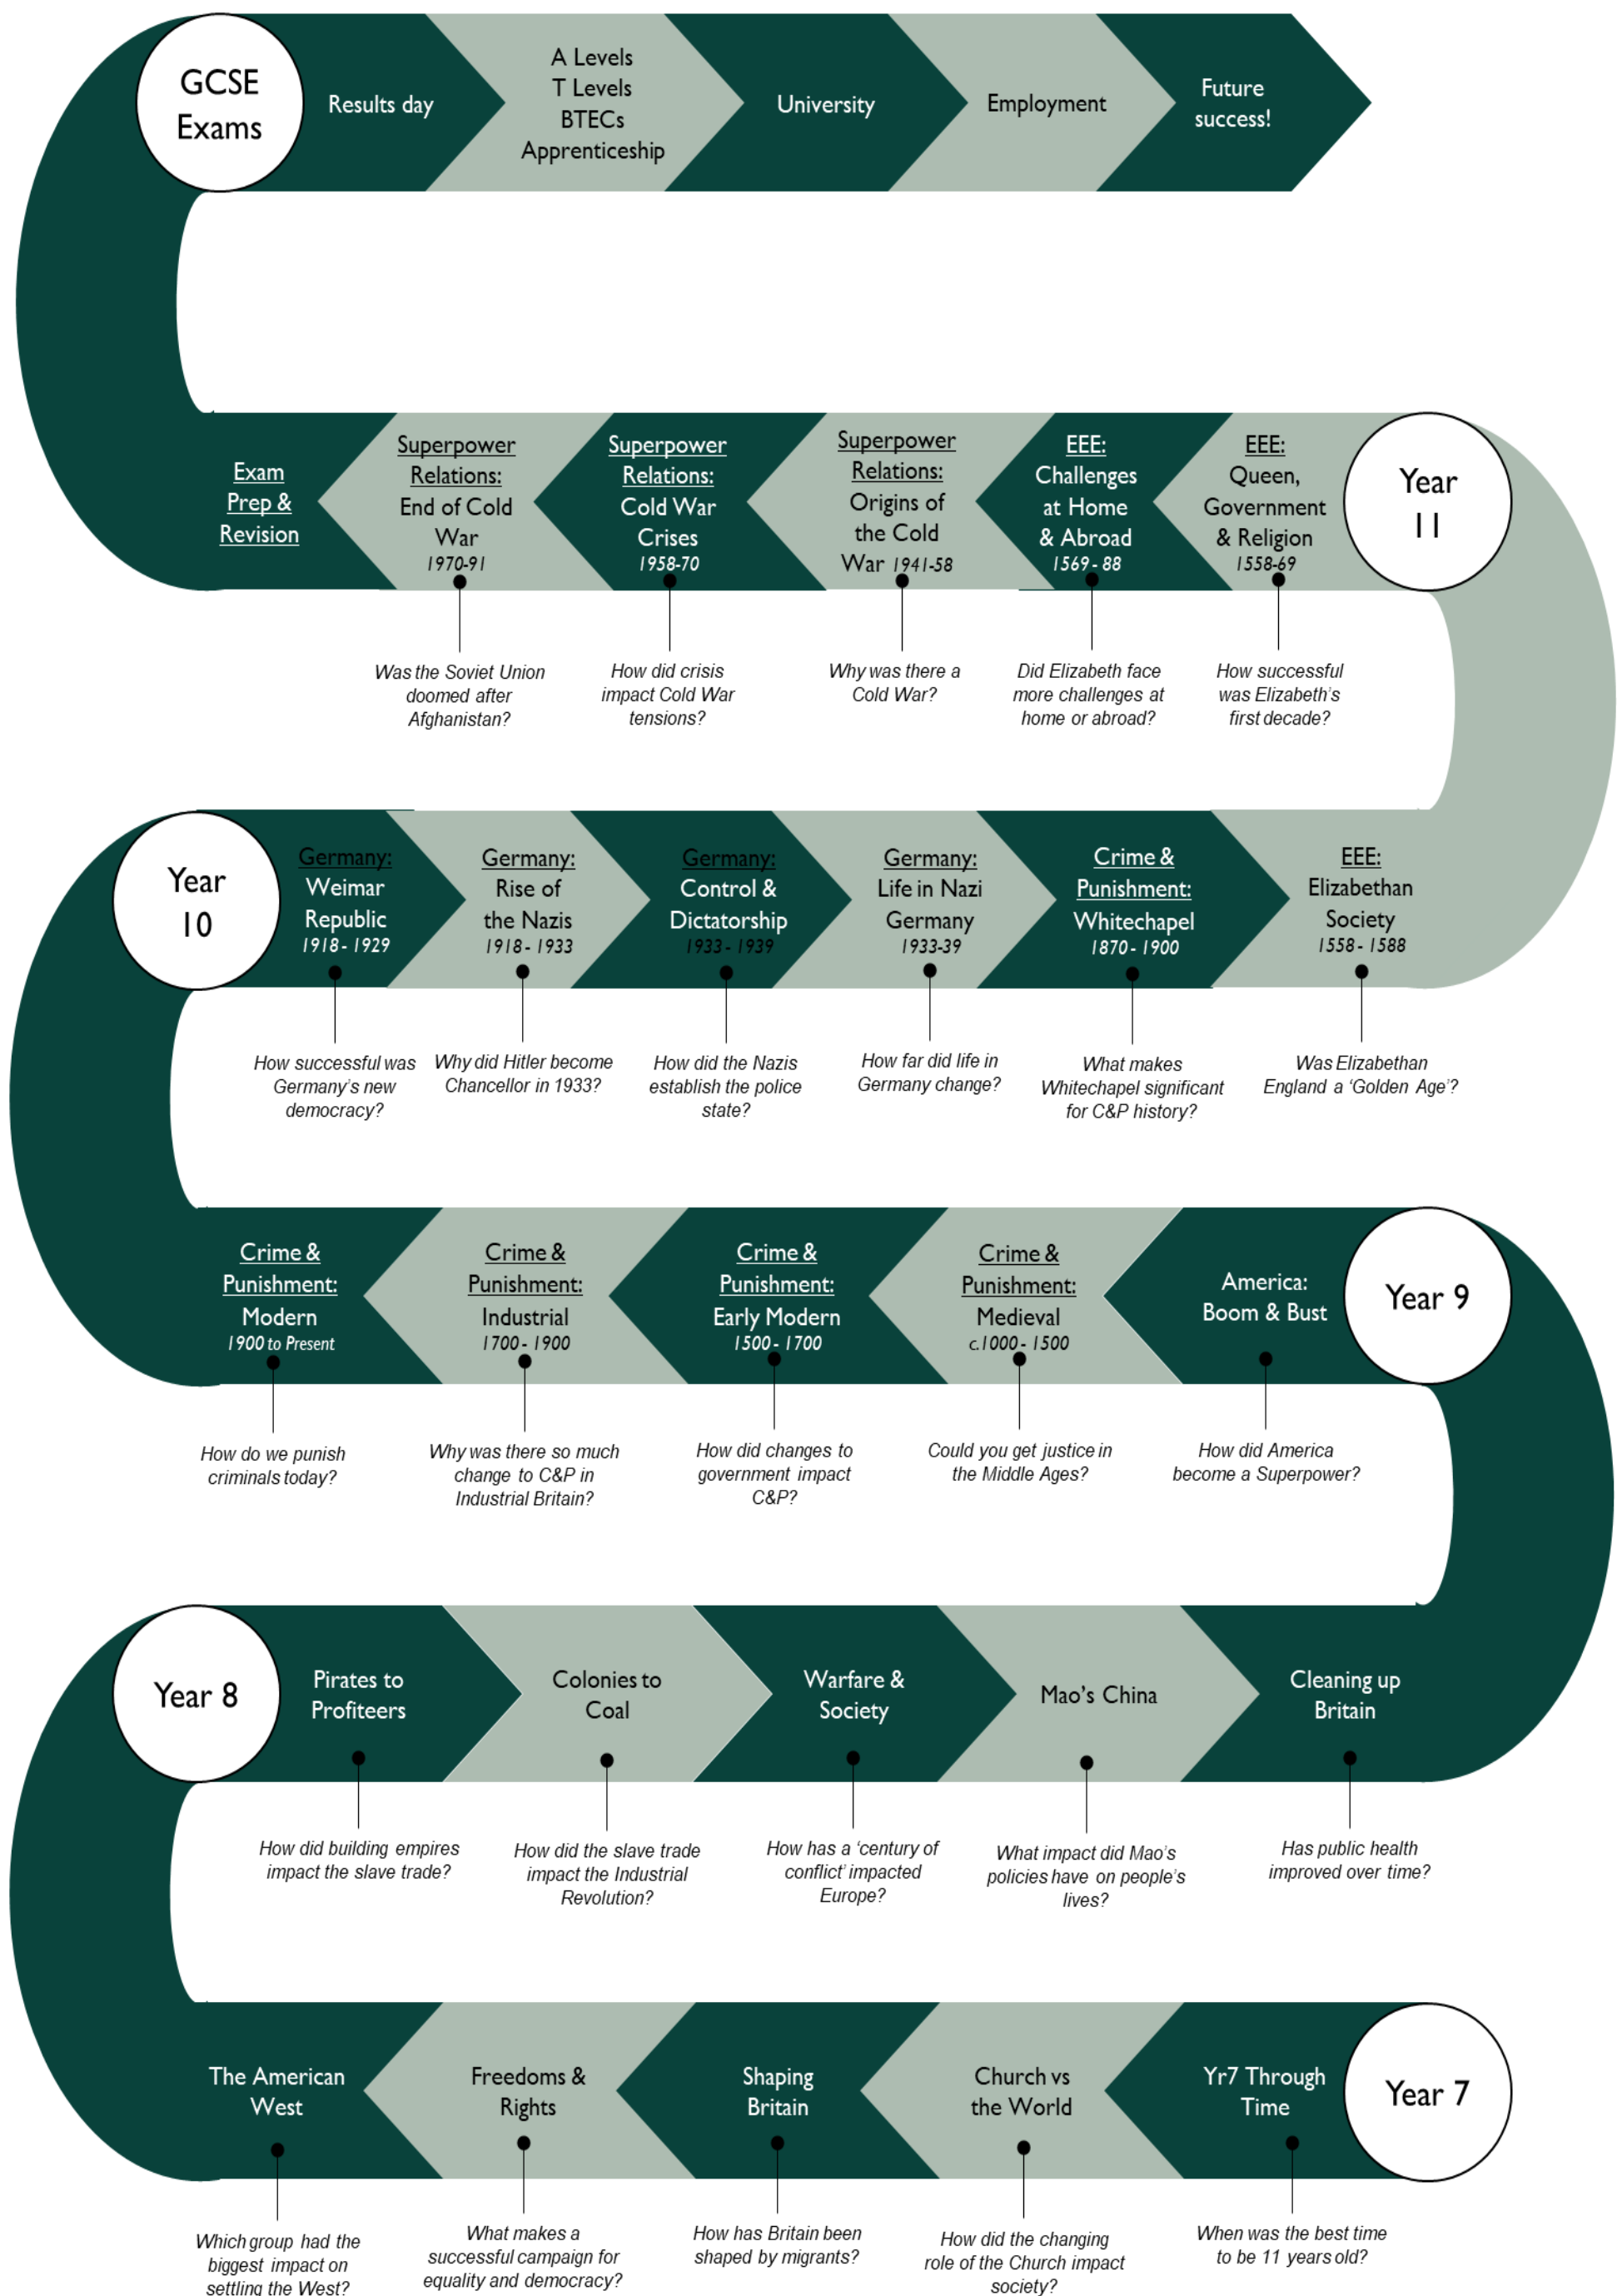 GCSE
Exams
Results day
A Levels
T Levels
BTECs
Apprenticeship
University
Employment
Future
success!
Exam
Prep &
Revision
Superpower
Relations:
End of Cold
War
1970-91
Superpower
Relations:
Cold War
Crises
1958-70
Superpower
Relations:
Origins of
the Cold
War 1941-58
EEE:
Challenges
at Home
& Abroad
1569 - 88
EEE:
Queen,
Government
& Religion
1558-69
Year
11
Was the Soviet Union
doomed after
Afghanistan?
How did crisis
impact Cold War
tensions?
Why was there a
Cold War?
Did Elizabeth face
more challenges at
home or abroad?
How successful
was Elizabeth's
first decade?
Year
10
Germany:
Weimar
Republic
1918 - 1929
Germany:
Rise of
the Nazis
1918 - 1933
Germany:
Control &
Dictatorship
1933 - 1939
Germany:
Life in Nazi
Germany
1933-39
Crime &
Punishment:
Whitechapel
1870 - 1900
EEE:
Elizabethan
Society
1558 - 1588
How successful was
Germany's new
democracy?
Why did Hitler become
Chancellor in 1933?
How did the Nazis
establish the police
state?
How far did life in
Germany change?
What makes
Whitechapel significant
for C&P history?
Was Elizabethan
England a 'Golden Age'?
Crime &
Punishment:
Modern
1900 to Present
Crime &
Punishment:
Industrial
1700 - 1900
Crime &
Punishment:
Early Modern
1500 - 1700
Crime &
Punishment:
Medieval
c.1000 - 1500
America:
Boom & Bust
Year 9
How do we punish
criminals today?
Why was there so much
change to C&P in
Industrial Britain?
How did changes to
government impact
C&P?
Could you get justice in
the Middle Ages?
How did America
become a Superpower?
Year 8
Pirates to
Profiteers
Colonies to
Coal
Warfare &
Society
Mao's China
Cleaning up
Britain
How did building empires
impact the slave trade?
How did the slave trade
impact the Industrial
Revolution?
How has a 'century of
conflict' impacted
Europe?
What impact did Mao's
policies have on people's
lives?
Has public health
improved over time?
The American
West
Freedoms &
Rights
Shaping
Britain
Church vs
the World
Yr7 Through
Time
Year 7
Which group had the
biggest impact on
settling the West?
What makes a
successful campaign for
equality and democracy?
How has Britain been
shaped by migrants?
How did the changing
role of the Church impact
society?
When was the best time
to be 11 years old?